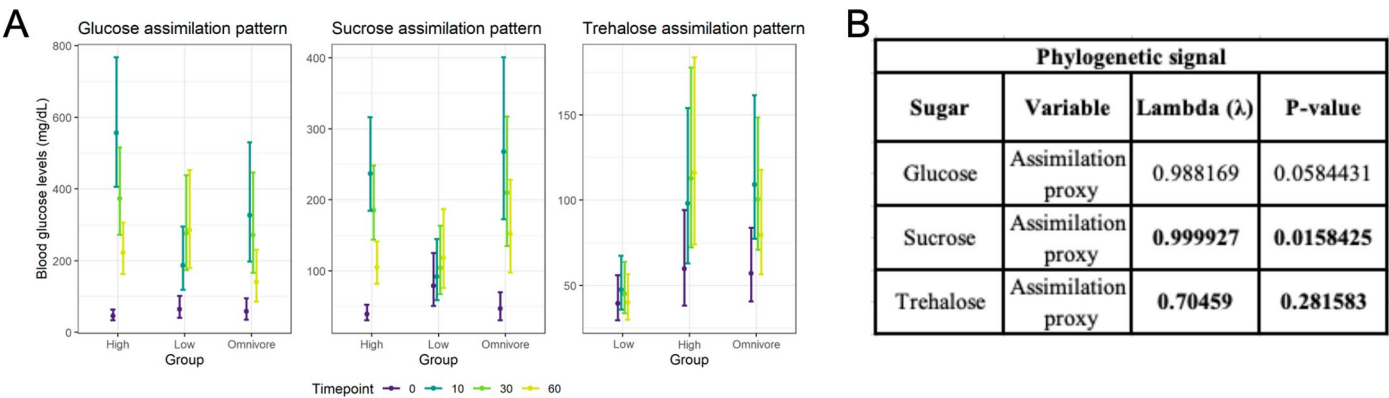 A
Glucose assimilation pattern
Sucrose assimilation pattern
Trehalose assimilation pattern
Blood glucose levels (mg/dL)
800
600
400
200
0
High
Low
Omnivore
Group
400
300
200
100
High
Low
Omnivore
Group
150
100
50
Low
High
Omnivore
Group
Timepoint 0 10 30 60
B
Phylogenetic signal
Sugar Variable Lambda (λ) P-value
Glucose Assimilation proxy 0.988169 0.0584431
Sucrose Assimilation proxy 0.999927 0.0158425
Trehalose Assimilation proxy 0.70459 0.281583